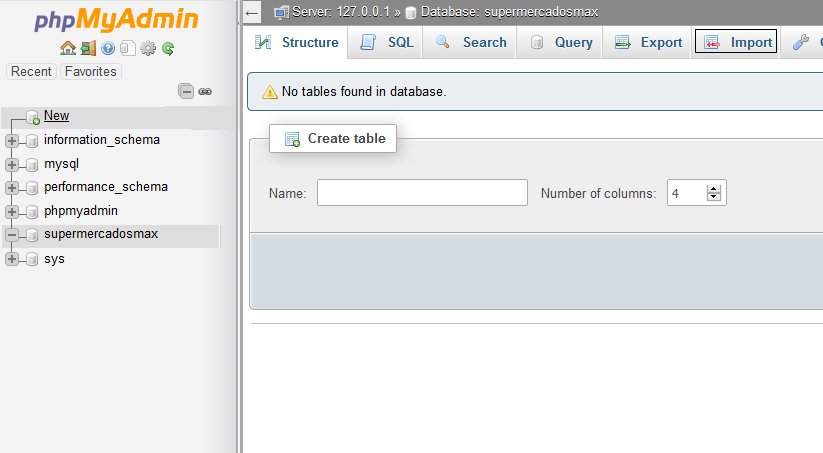 phpMyAdmin
Recent Favorites
New
information_schema
mysql
performance_schema
phpmyadmin
supermercadosmax
sys
Server: 127.0.0.1 » Database: supermercadosmax
Structure SQL Search Query Export Import
No tables found in database.
Create table
Name: Number of columns: 4